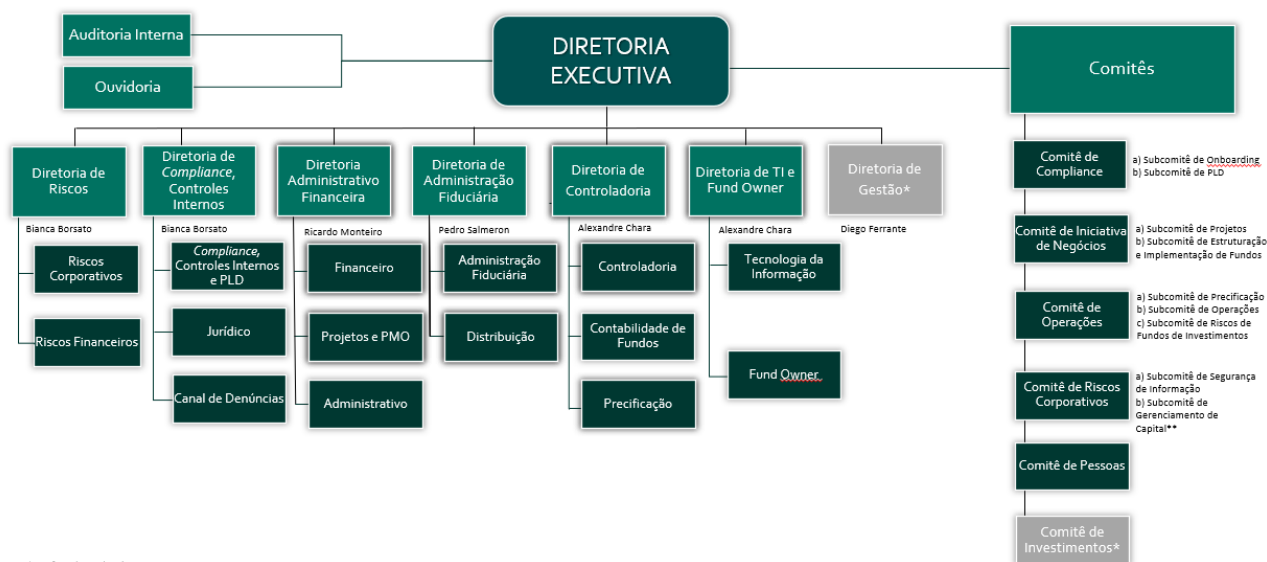 Auditoria Interna
Ouvidoria
DIRETORIA
EXECUTIVA
Comitês
Diretoria de
Riscos
Bianca Borsato
Riscos
Corporativos
Riscos Financeiros
Diretoria de
Compliance,
Controles
Internos
Bianca Borsato
Compliance,
Controles Internos
e PLD
Jurídico
Canal de Denúncias
Diretoria
Administrativo
Financeira
Ricardo Monteiro
Financeiro
Projetos e PMO
Administrativo
Diretoria de
Administração
Fiduciária
Pedro Salmeron
Administração
Fiduciária
Distribuição
Diretoria de
Controladoria
Alexandre Chara
Controladoria
Contabilidade de
Fundos
Precificação
Diretoria de TI e
Fund Owner
Alexandre Chara
Tecnologia da
Informação
Fund Owner
Diretoria de
Gestão*
Diego Ferrante
Comitê de
Compliance
a) Subcomitê de Onboarding
b) Subcomitê de PLD
Comitê de Iniciativa
de Negócios
a) Subcomitê de Projetos
b) Subcomitê de Estruturação
e Implementação de Fundos
Comitê de
Operações
a) Subcomitê de Precificação
b) Subcomitê de Operações
c) Subcomitê de Riscos de
Fundos de Investimentos
Comitê de Riscos
Corporativos
a) Subcomitê de Segurança
de Informação
b) Subcomitê de
Gerenciamento de
Capital**
Comitê de Pessoas
Comitê de
Investimentos*